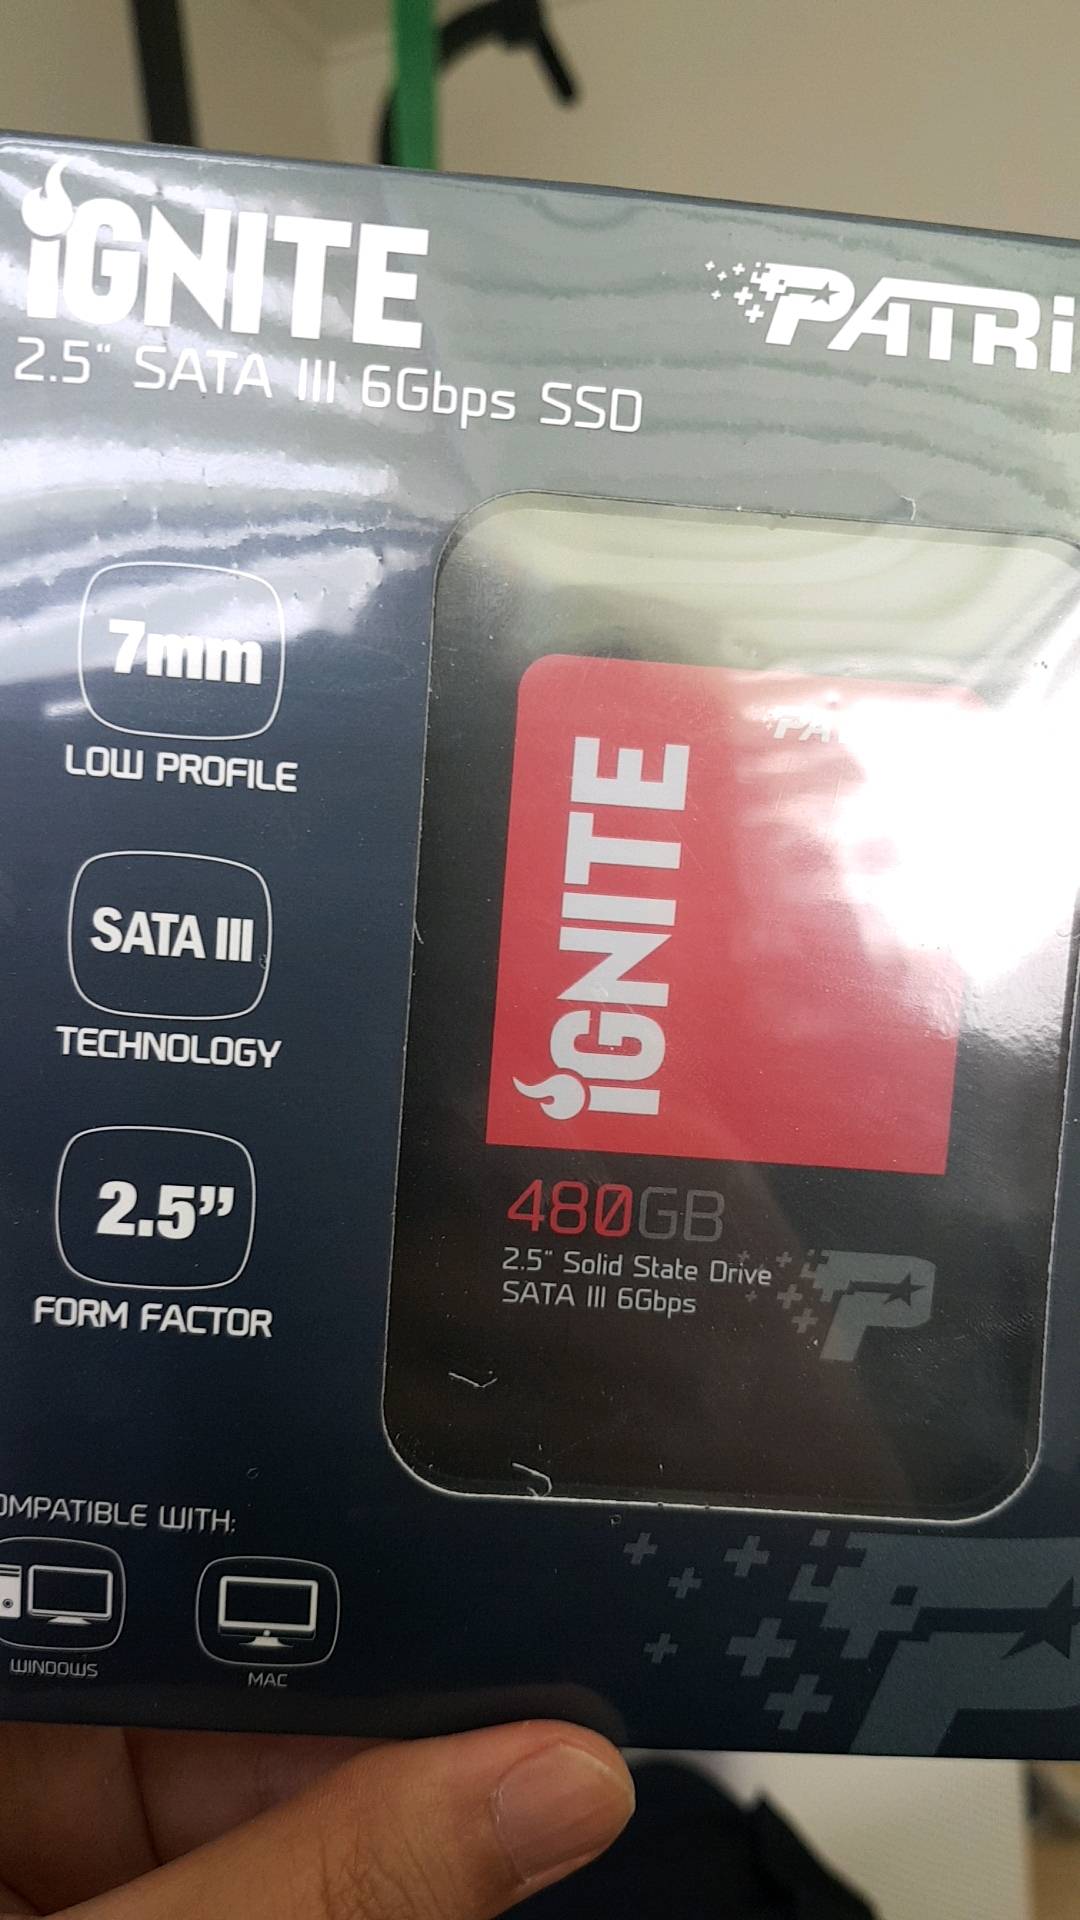 iGNITE
PATRi
2.5" SATA III 6Gbps SSD
7mm
LOW PROFILE
SATA III
TECHNOLOGY
2.5”
FORM FACTOR
PA
iGNITE
480GB
2.5" Solid State Drive
SATA III 6Gbps
OMPATIBLE WITH:
WINDOWS
MAC